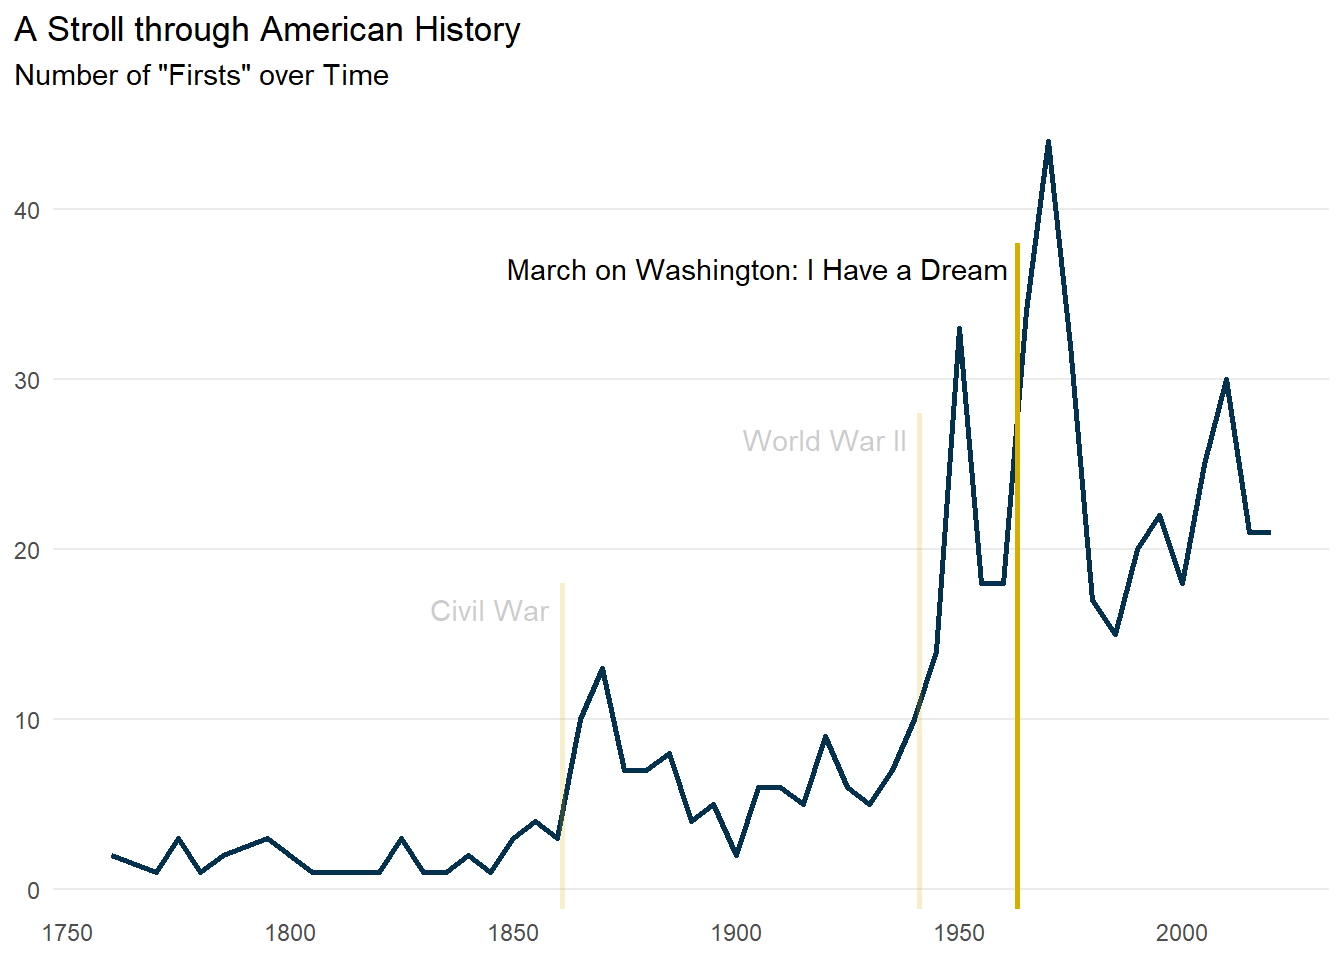 A Stroll through American History
Number of "Firsts" over Time
40
March on Washington: I Have a Dream
30
World War II
20
Civil War
10
0
1750 1800 1850 1900 1950 2000